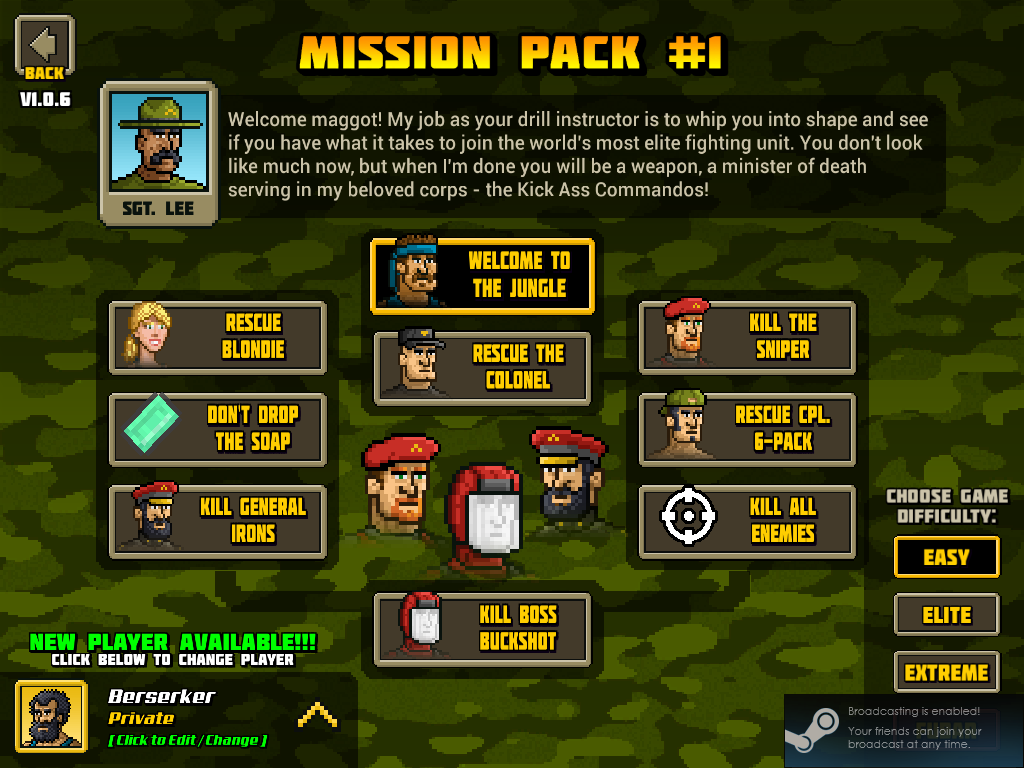 BACK
V1.0.6
MISSION PACK #1
SGT. LEE
Welcome maggot! My job as your drill instructor is to whip you into shape and see
if you have what it takes to join the world's most elite fighting unit. You don't look
like much now, but when I'm done you will be a weapon, a minister of death
serving in my beloved corps - the Kick Ass Commandos!
WELCOME TO
THE JUNGLE
RESCUE
BLONDIE
RESCUE THE
COLONEL
KILL THE
SNIPER
DON'T DROP
THE SOAP
RESCUE CPL.
6-PACK
KILL GENERAL
IRONS
KILL ALL
ENEMIES
KILL BOSS
BUCKSHOT
CHOOSE GAME
DIFFICULTY:
EASY
ELITE
EXTREME
NEW PLAYER AVAILABLE!!!
CLICK BELOW TO CHANGE PLAYER
Berserker
Private
[Click to Edit/Change]
Broadcasting is enabled!
Your friends can join your
broadcast at any time.